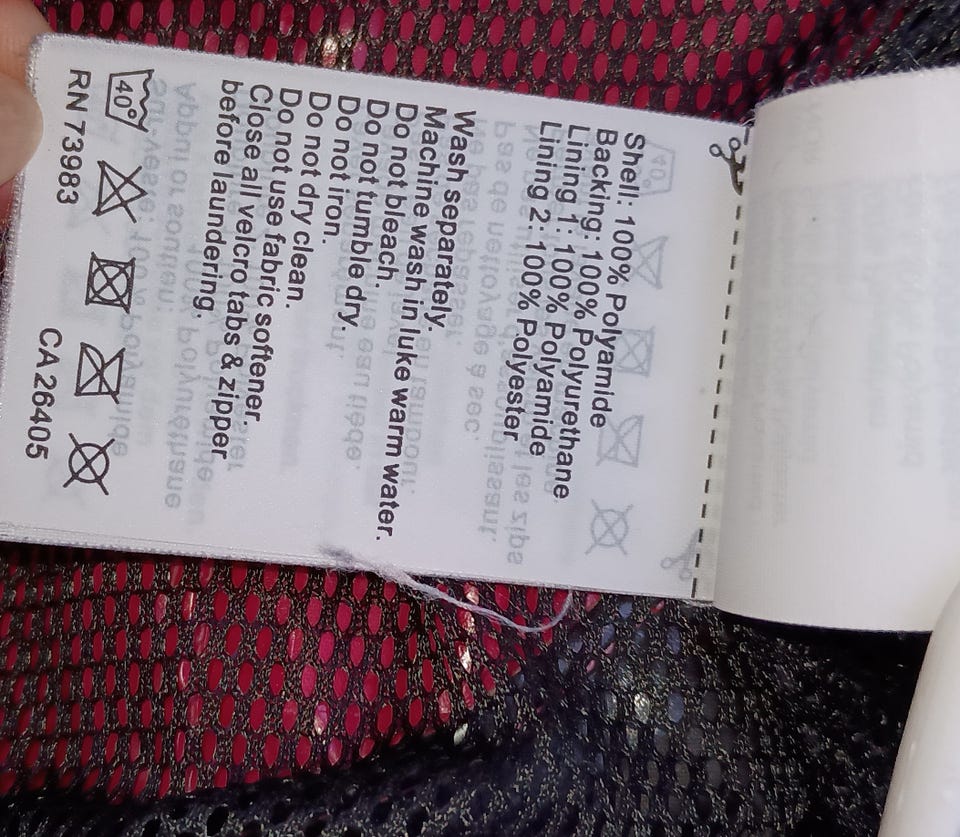 Shell: 100% Polyamide
Backing: 100% Polyurethane
Lining 1: 100% Polyamide
Lining 2: 100% Polyester
Wash separately.
Machine wash in luke warm water.
Do not bleach.
Do not tumble dry.
Do not iron.
Do not dry clean.
Do not use fabric softener.
Close all velcro tabs & zipper
before laundering.
40°
RN 73983 CA 26405